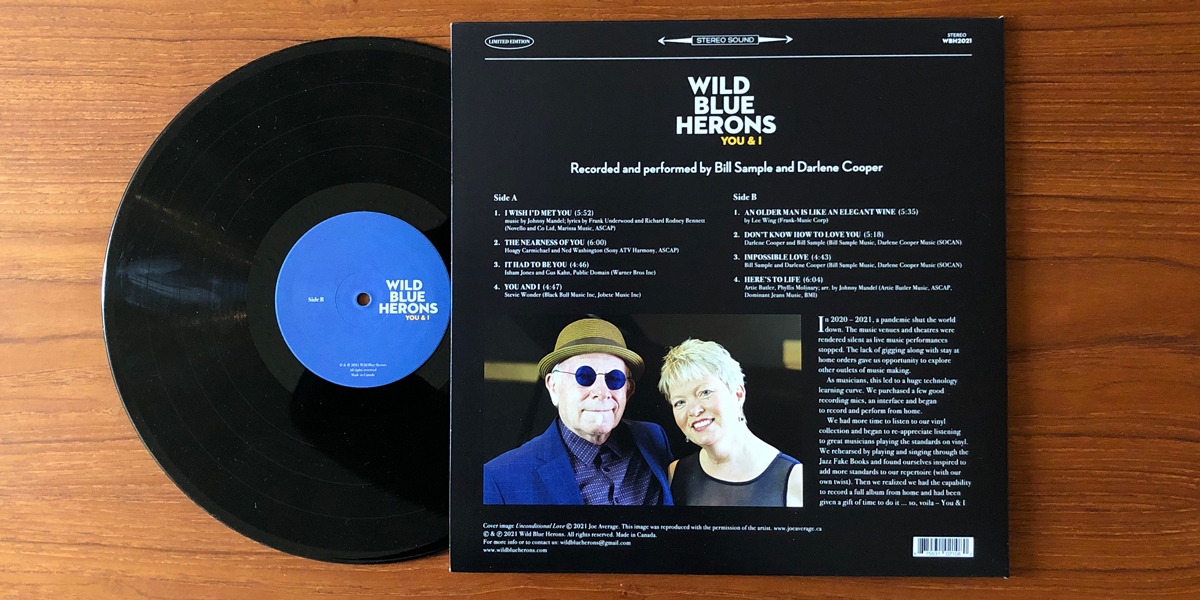 LIMITED EDITION
STEREO SOUND
STEREO
WBH2021
WILD
BLUE
HERONS
YOU & I
Recorded and performed by Bill Sample and Darlene Cooper
Side A
1. I WISH I'D MET YOU (5:52)
music by Johnny Mandel; lyrics by Frank Underwood and Richard Rodney Bennett
(Novello and Co Ltd, Marissa Music, ASCAP)
2. THE NEARNESS OF YOU (6:00)
Hoagy Carmichael and Ned Washington (Sony ATV Harmony, ASCAP)
3. IT HAD TO BE YOU (4:46)
Isham Jones and Gus Kahn, Public Domain (Warner Bros Inc)
4. YOU AND I (4:47)
Stevie Wonder (Black Bull Music Inc, Jobete Music Inc)
Side B
1. AN OLDER MAN IS LIKE AN ELEGANT WINE (5:35)
by Lee Wing (Frank-Music Corp)
2. DON'T KNOW HOW TO LOVE YOU (5:18)
Darlene Cooper and Bill Sample (Bill Sample Music, Darlene Cooper Music (SOCAN)
3. IMPOSSIBLE LOVE (4:43)
Bill Sample and Darlene Cooper (Bill Sample Music, Darlene Cooper Music (SOCAN)
4. HERE'S TO LIFE (6:04)
Artie Butler, Phyllis Molinary; arr. by Johnny Mandel (Artie Butler Music, ASCAP,
Dominant Jeans Music, BMI)
In 2020 – 2021, a pandemic shut the world
down. The music venues and theatres were
rendered silent as live music performances
stopped. The lack of gigging along with stay at
home orders gave us opportunity to explore
other outlets of music making.
As musicians, this led to a huge technology
learning curve. We purchased a few good
recording mics, an interface and began
to record and perform from home.
We had more time to listen to our vinyl
collection and began to re-appreciate listening
to great musicians playing the standards on vinyl.
We rehearsed by playing and singing through the
Jazz Fake Books and found ourselves inspired to
add more standards to our repertoire (with our
own twist). Then we realized we had the capability
to record a full album from home and had been
given a gift of time to do it ... so, voila – You & I
Cover image Unconditional Love © 2021 Joe Average. This image was reproduced with the permission of the artist. www.joeaverage.ca
© & ℗ 2021 Wild Blue Herons. All rights reserved. Made in Canada.
For more info or to contact us: wildblueherons@gmail.com
www.wildblueherons.com
Side B
WILD
BLUE
HERONS
YOU & I
© & ℗ 2021 Wild Blue Herons
All rights reserved
Made in Canada